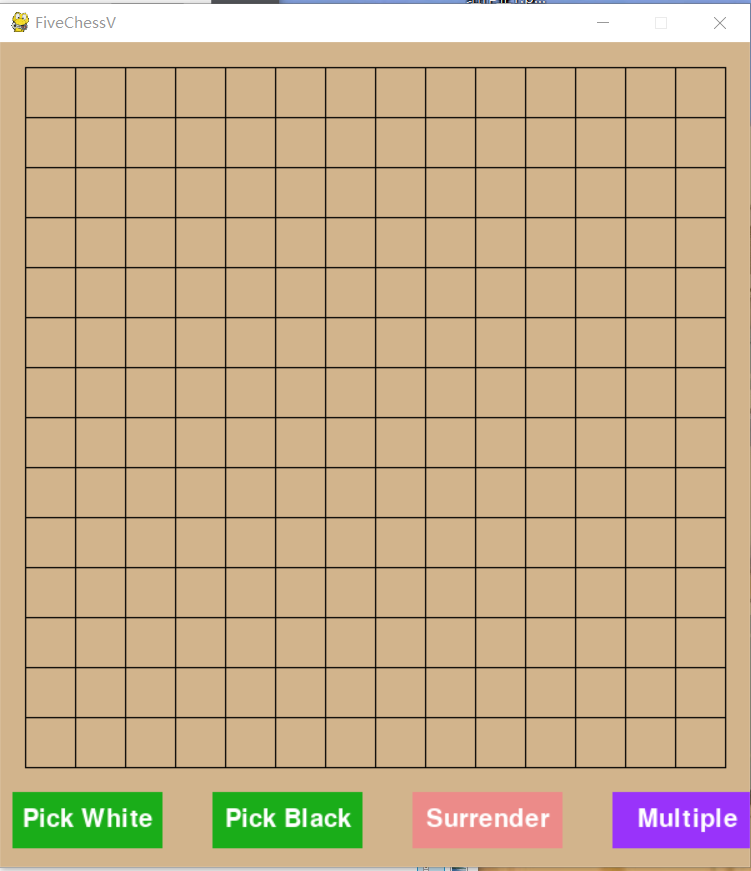 FiveChessV
Pick White
Pick Black
Surrender
Multiple